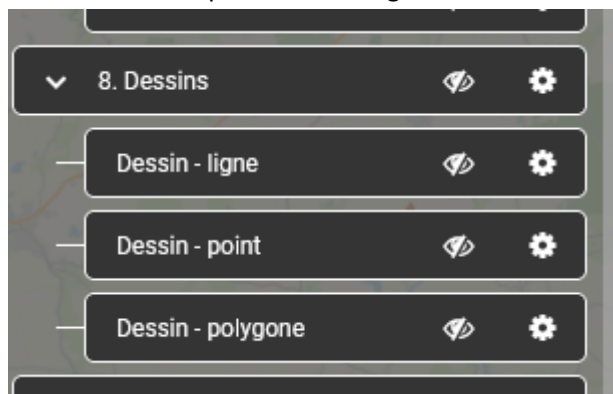 8. Dessins
Dessin - ligne
Dessin - point
Dessin - polygone